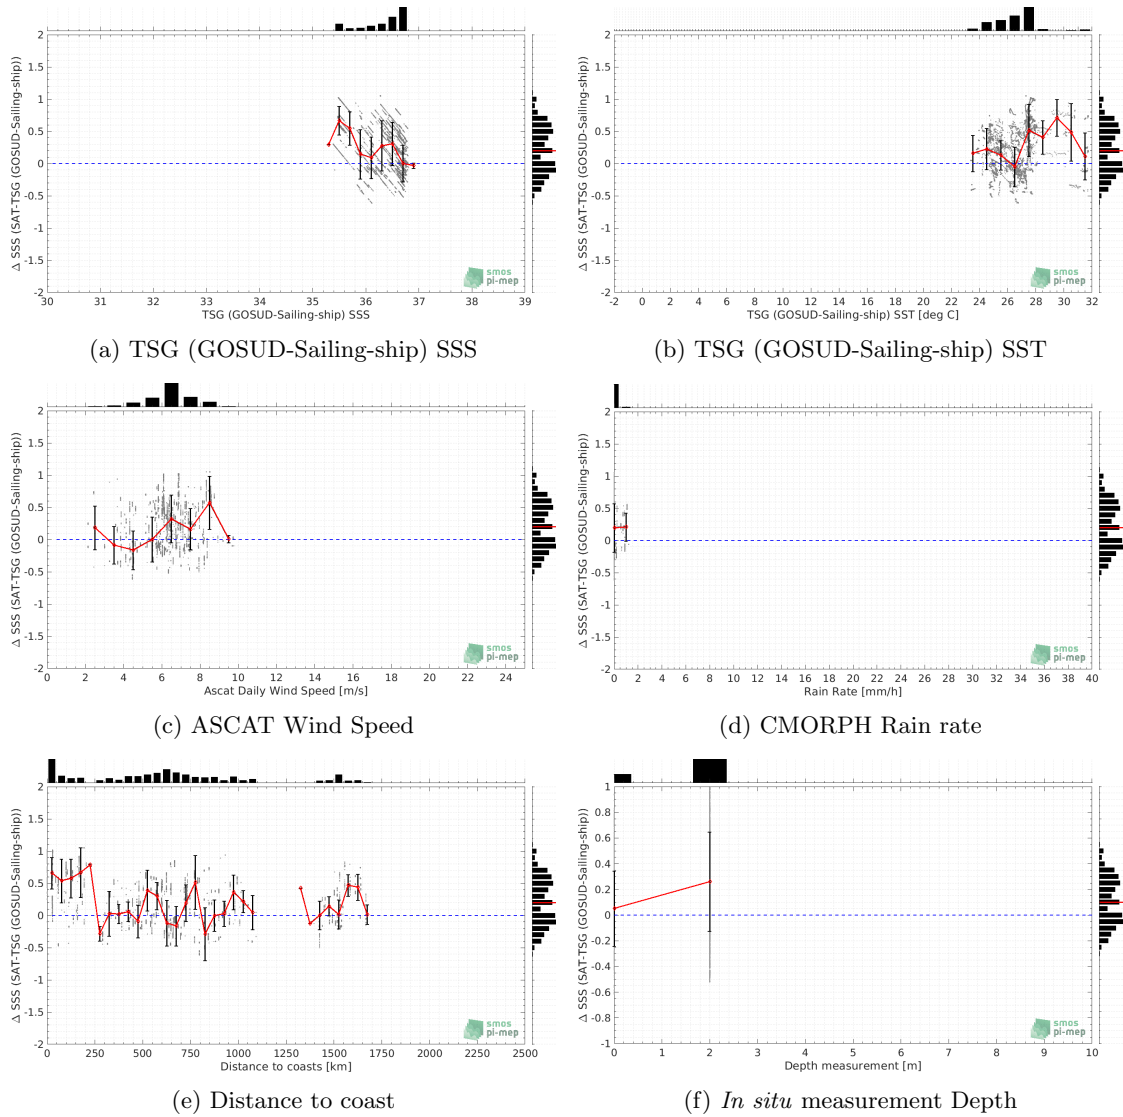 2
1.5
1
0.5
0
-0.5
-1
-1.5
-2
Δ SSS (SAT-TSG (GOSUD-Sailing-ship))
30 31 32 33 34 35 36 37 38 39
TSG (GOSUD-Sailing-ship) SSS
smos
pi-mep
(a) TSG (GOSUD-Sailing-ship) SSS
2
1.5
1
0.5
0
-0.5
-1
-1.5
-2
Δ SSS (SAT-TSG (GOSUD-Sailing-ship))
-2 0 2 4 6 8 10 12 14 16 18 20 22 24 26 28 30 32
TSG (GOSUD-Sailing-ship) SST [deg C]
smos
pi-mep
(b) TSG (GOSUD-Sailing-ship) SST
2
1.5
1
0.5
0
-0.5
-1
-1.5
-2
Δ SSS (SAT-TSG (GOSUD-Sailing-ship))
0 2 4 6 8 10 12 14 16 18 20 22 24
Ascat Daily Wind Speed [m/s]
smos
pi-mep
(c) ASCAT Wind Speed
2
1.5
1
0.5
0
-0.5
-1
-1.5
-2
Δ SSS (SAT-TSG (GOSUD-Sailing-ship))
0 2 4 6 8 10 12 14 16 18 20 22 24 26 28 30 32 34 36 38 40
Rain Rate [mm/h]
smos
pi-mep
(d) CMORPH Rain rate
2
1.5
1
0.5
0
-0.5
-1
-1.5
-2
Δ SSS (SAT-TSG (GOSUD-Sailing-ship))
0 250 500 750 1000 1250 1500 1750 2000 2250 2500
Distance to coasts [km]
smos
pi-mep
(e) Distance to coast
1
0.8
0.6
0.4
0.2
0
-0.2
-0.4
-0.6
-0.8
-1
Δ SSS (SAT-TSG (GOSUD-Sailing-ship))
0 1 2 3 4 5 6 7 8 9 10
Depth measurement [m]
smos
pi-mep
(f) In situ measurement Depth